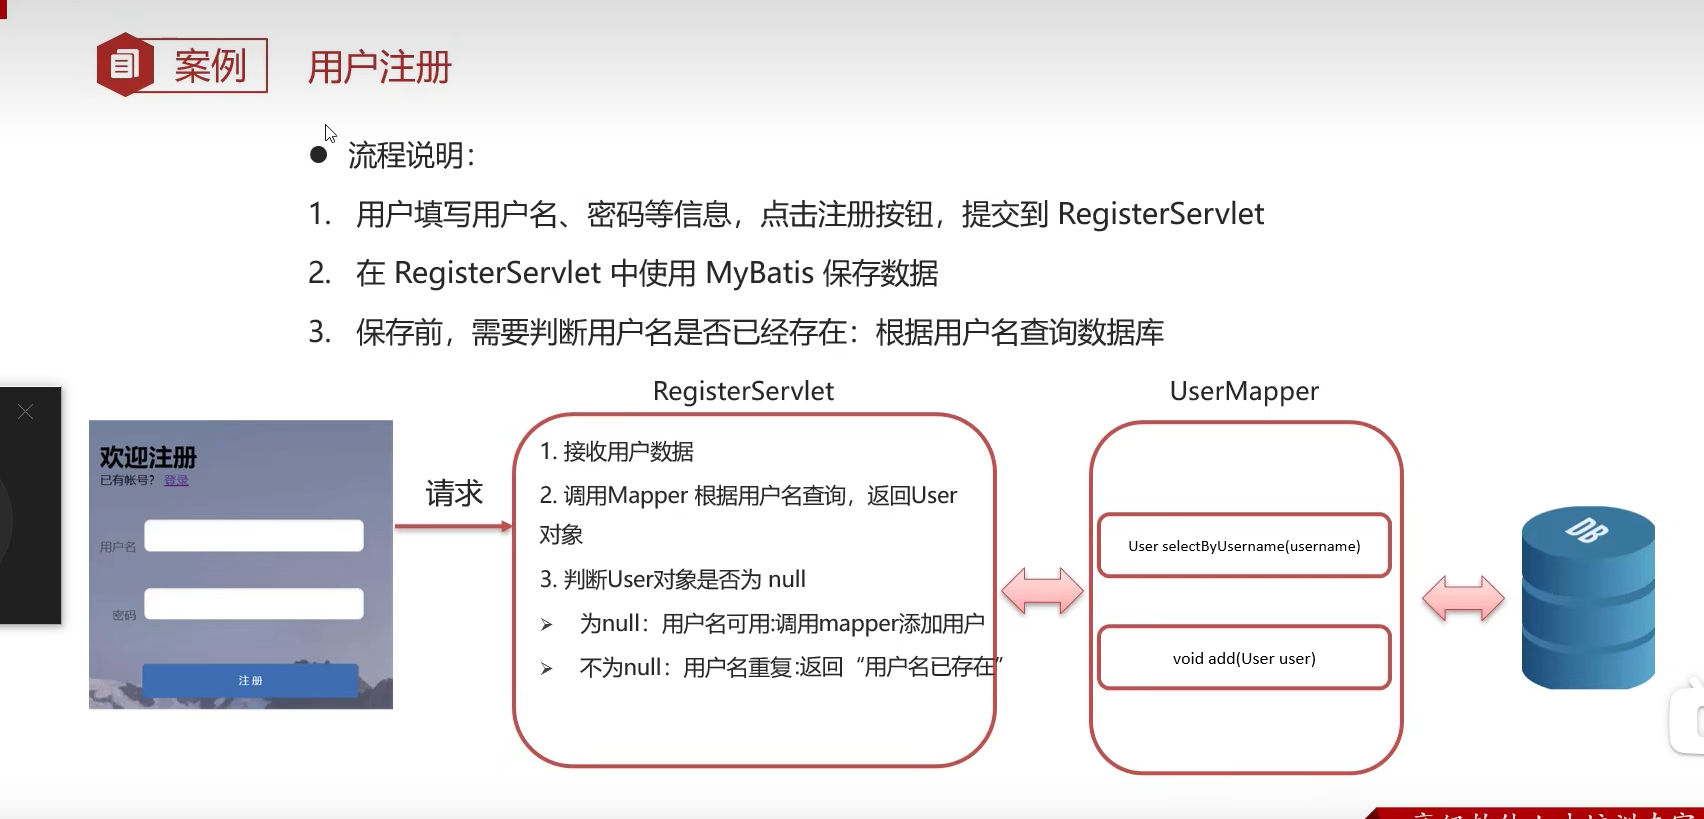 案例 用户注册
● 流程说明：
1. 用户填写用户名、密码等信息，点击注册按钮，提交到 RegisterServlet
2. 在 RegisterServlet 中使用 MyBatis 保存数据
3. 保存前，需要判断用户名是否已经存在：根据用户名查询数据库
欢迎注册
已有帐号？ 登录
用户名
密码
注册
请求
RegisterServlet
1. 接收用户数据
2. 调用Mapper 根据用户名查询，返回User
对象
3. 判断User对象是否为 null
➢ 为null：用户名可用:调用mapper添加用户
➢ 不为null：用户名重复:返回“用户名已存在”
UserMapper
User selectByUsername(username)
void add(User user)
DB